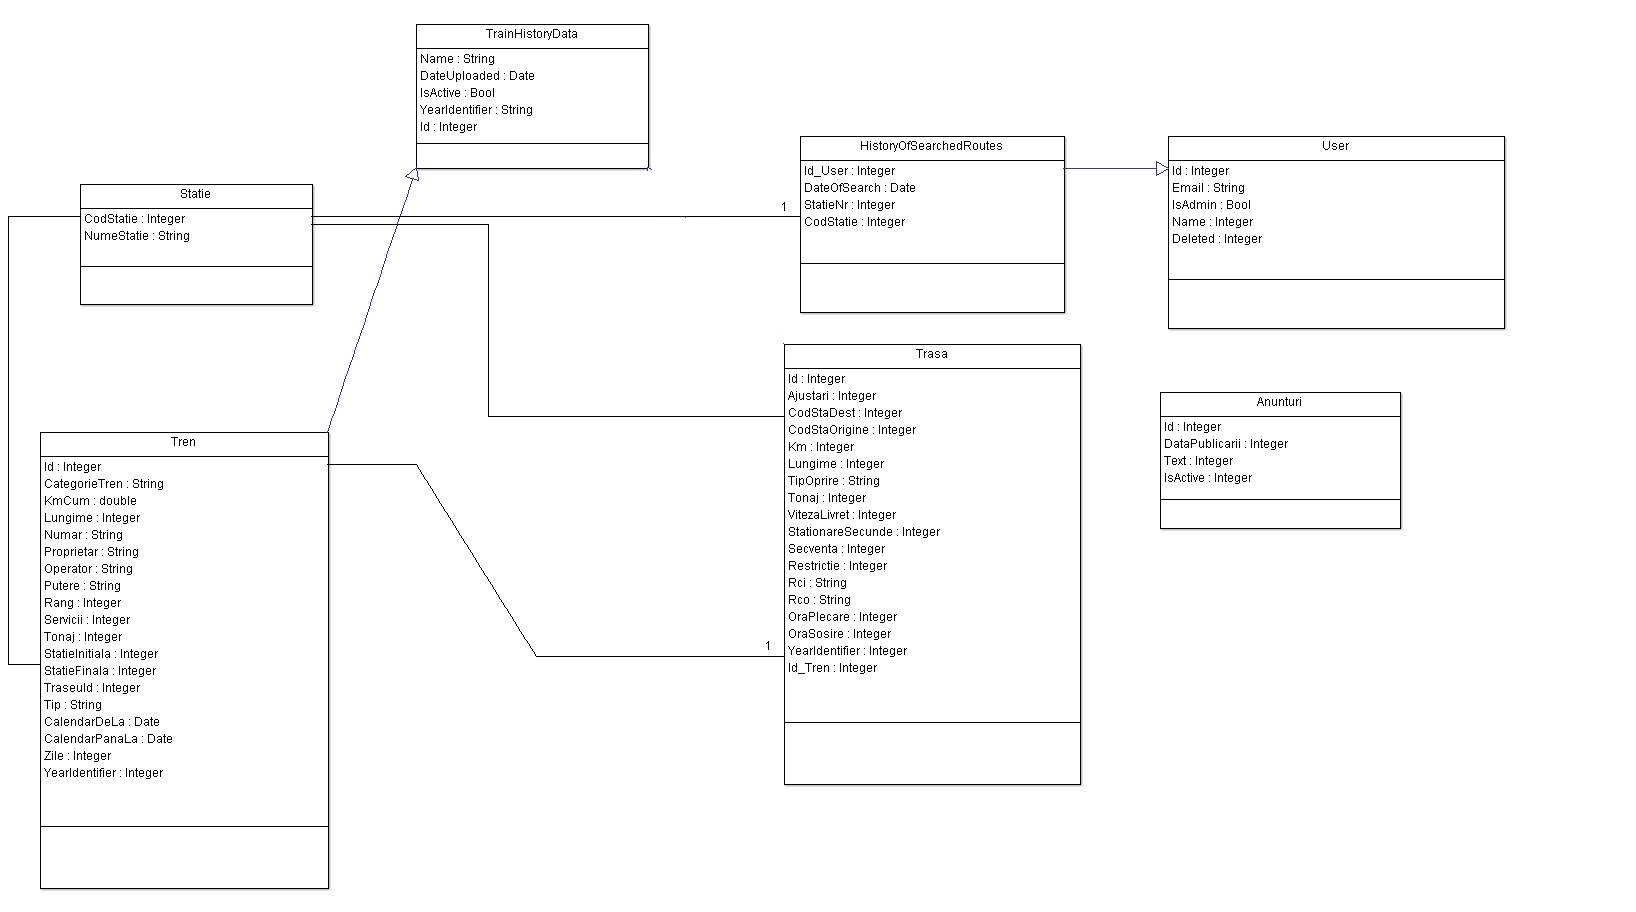 TrainHistoryData
Name : String
DateUploaded : Date
IsActive : Bool
YearIdentifier : String
Id : Integer
HistoryOfSearchedRoutes
Id_User : Integer
DateOfSearch : Date
StatieNr : Integer
CodStatie : Integer
User
Id : Integer
Email : String
IsAdmin : Bool
Name : Integer
Deleted : Integer
Statie
CodStatie : Integer
NumeStatie : String
1
Trasa
Id : Integer
Ajustari : Integer
CodStaDest : Integer
CodStaOrigine : Integer
Km : Integer
Lungime : Integer
TipOprire : String
Tonaj : Integer
VitezaLivret : Integer
StationareSecunde : Integer
Secventa : Integer
Restrictie : Integer
Rci : String
Rco : String
OraPlecare : Integer
OraSosire : Integer
YearIdentifier : Integer
Id_Tren : Integer
1
Anunturi
Id : Integer
DataPublicarii : Integer
Text : Integer
IsActive : Integer
Tren
Id : Integer
CategorieTren : String
KmCum : double
Lungime : Integer
Numar : String
Proprietar : String
Operator : String
Putere : String
Rang : Integer
Servicii : Integer
Tonaj : Integer
StatieInitiala : Integer
StatieFinala : Integer
TraseuId : Integer
Tip : String
CalendarDeLa : Date
CalendarPanaLa : Date
Zile : Integer
YearIdentifier : Integer